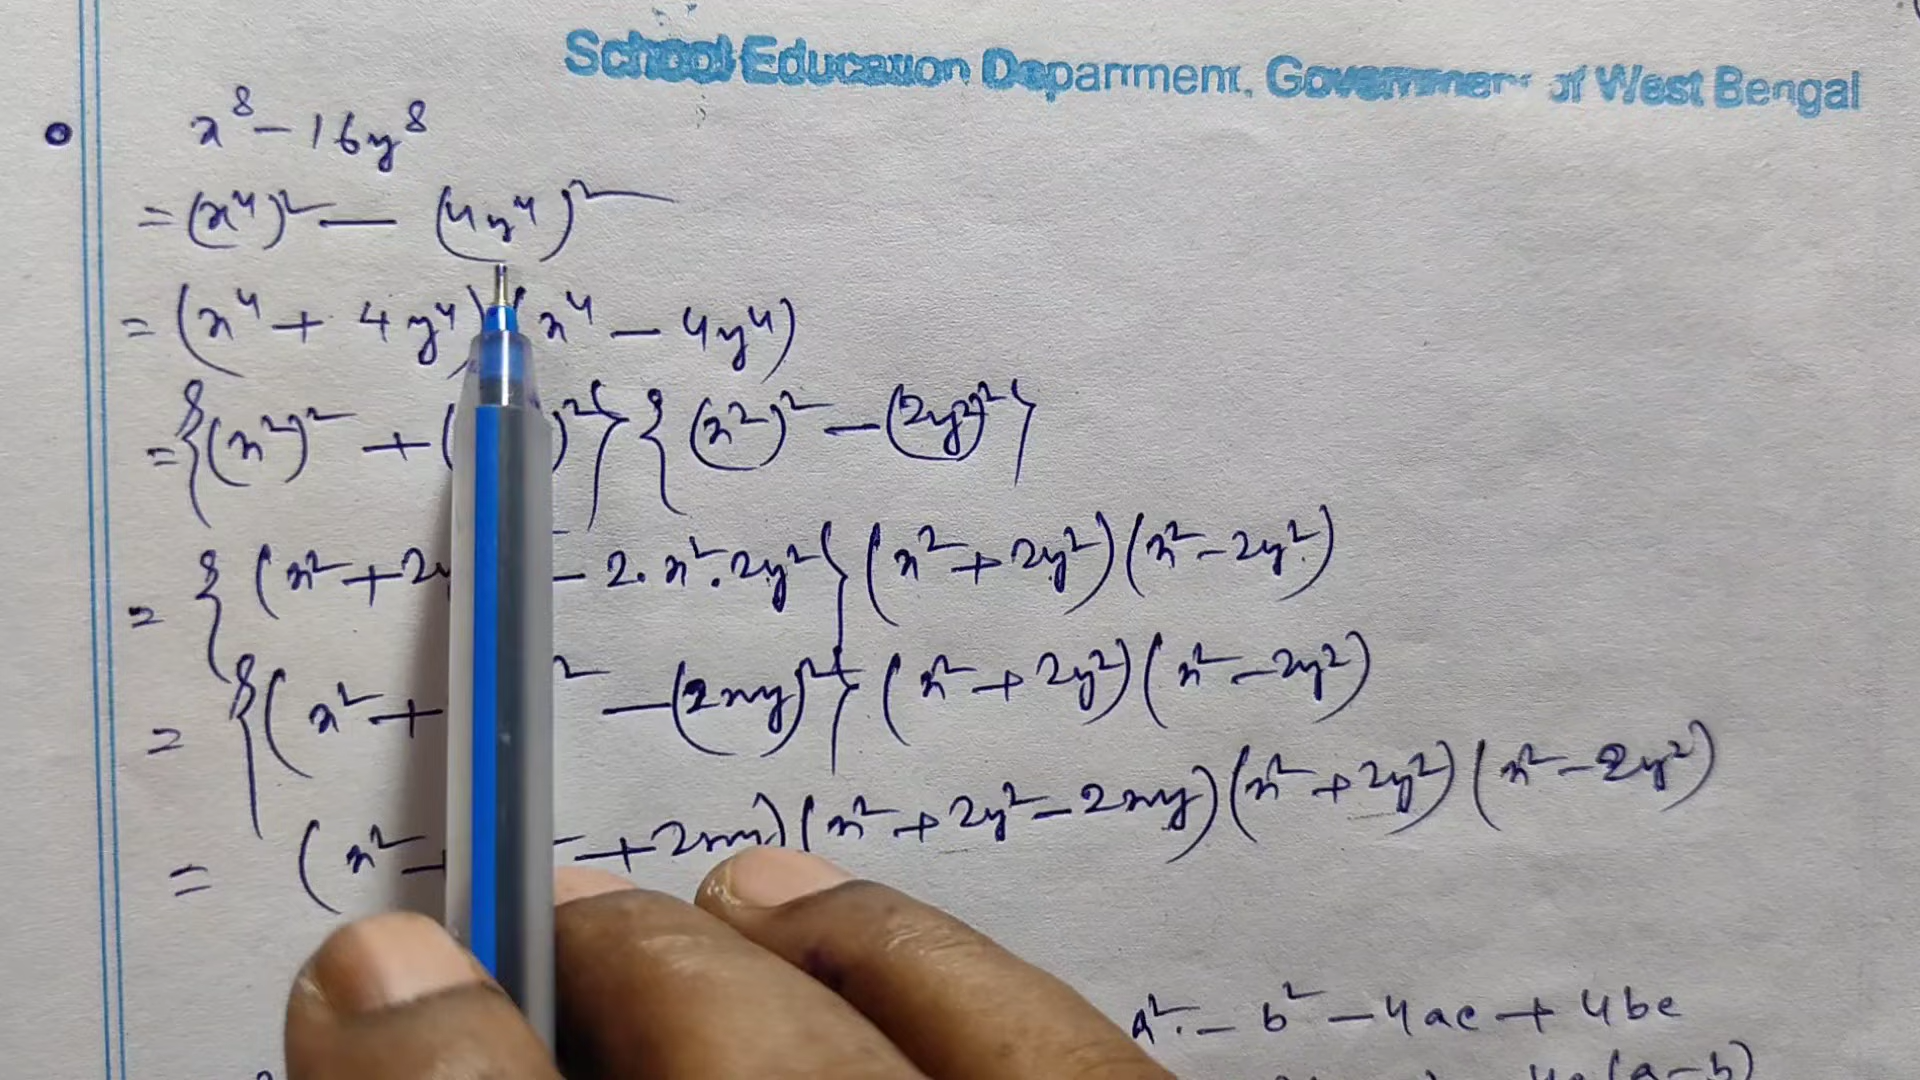 School Education Department, Government of West Bengal
x⁸ - 16y⁸
= (x⁴)² - (4y⁴)²
= (x⁴ + 4y⁴)(x⁴ - 4y⁴)
= {(x²)² + ( )²} {(x²)² - (2y²)²}
= {(x² + 2y - 2.x².2y²} (x² + 2y²)(x² - 2y²)
= {(x² + ² - (2xy)²} (x² + 2y²)(x² - 2y²)
= (x² + 2xy)(x² + 2y² - 2xy)(x² + 2y²)(x² - 2y²)
a² - b² - 4ac + 4bc
(a - b)